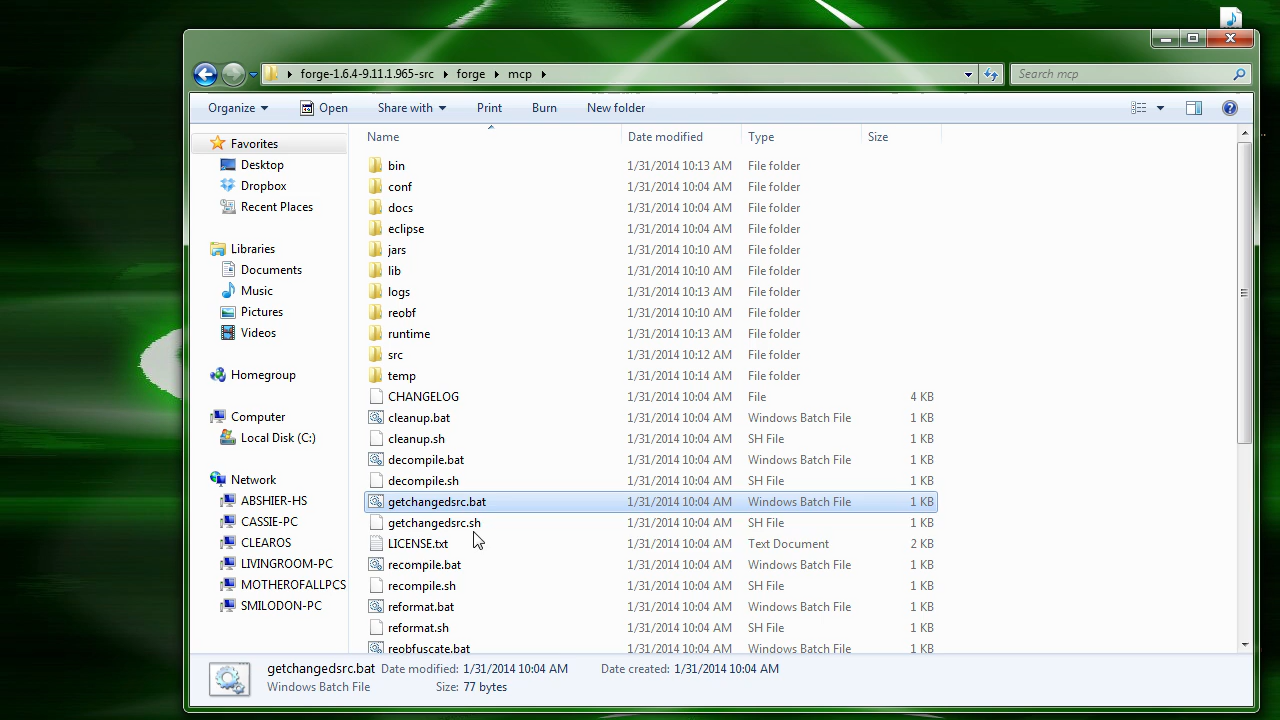 forge-1.6.4-9.11.1.965-src forge mcp Search mcp
Organize Open Share with Print Burn New folder
Name Date modified Type Size
Favorites
Desktop
Dropbox
Recent Places
Libraries
Documents
Music
Pictures
Videos
Homegroup
Computer
Local Disk (C:)
Network
ABSHIER-HS
CASSIE-PC
CLEAROS
LIVINGROOM-PC
MOTHEROFALLPCS
SMILODON-PC
bin 1/31/2014 10:13 AM File folder
conf 1/31/2014 10:04 AM File folder
docs 1/31/2014 10:04 AM File folder
eclipse 1/31/2014 10:04 AM File folder
jars 1/31/2014 10:10 AM File folder
lib 1/31/2014 10:10 AM File folder
logs 1/31/2014 10:13 AM File folder
reobf 1/31/2014 10:10 AM File folder
runtime 1/31/2014 10:13 AM File folder
src 1/31/2014 10:12 AM File folder
temp 1/31/2014 10:14 AM File folder
CHANGELOG 1/31/2014 10:04 AM File 4 KB
cleanup.bat 1/31/2014 10:04 AM Windows Batch File 1 KB
cleanup.sh 1/31/2014 10:04 AM SH File 1 KB
decompile.bat 1/31/2014 10:04 AM Windows Batch File 1 KB
decompile.sh 1/31/2014 10:04 AM SH File 1 KB
getchangedsrc.bat 1/31/2014 10:04 AM Windows Batch File 1 KB
getchangedsrc.sh 1/31/2014 10:04 AM SH File 1 KB
LICENSE.txt 1/31/2014 10:04 AM Text Document 2 KB
recompile.bat 1/31/2014 10:04 AM Windows Batch File 1 KB
recompile.sh 1/31/2014 10:04 AM SH File 1 KB
reformat.bat 1/31/2014 10:04 AM Windows Batch File 1 KB
reformat.sh 1/31/2014 10:04 AM SH File 1 KB
reobfuscate.bat 1/31/2014 10:04 AM Windows Batch File 1 KB
getchangedsrc.bat Date modified: 1/31/2014 10:04 AM Date created: 1/31/2014 10:04 AM
Windows Batch File Size: 77 bytes